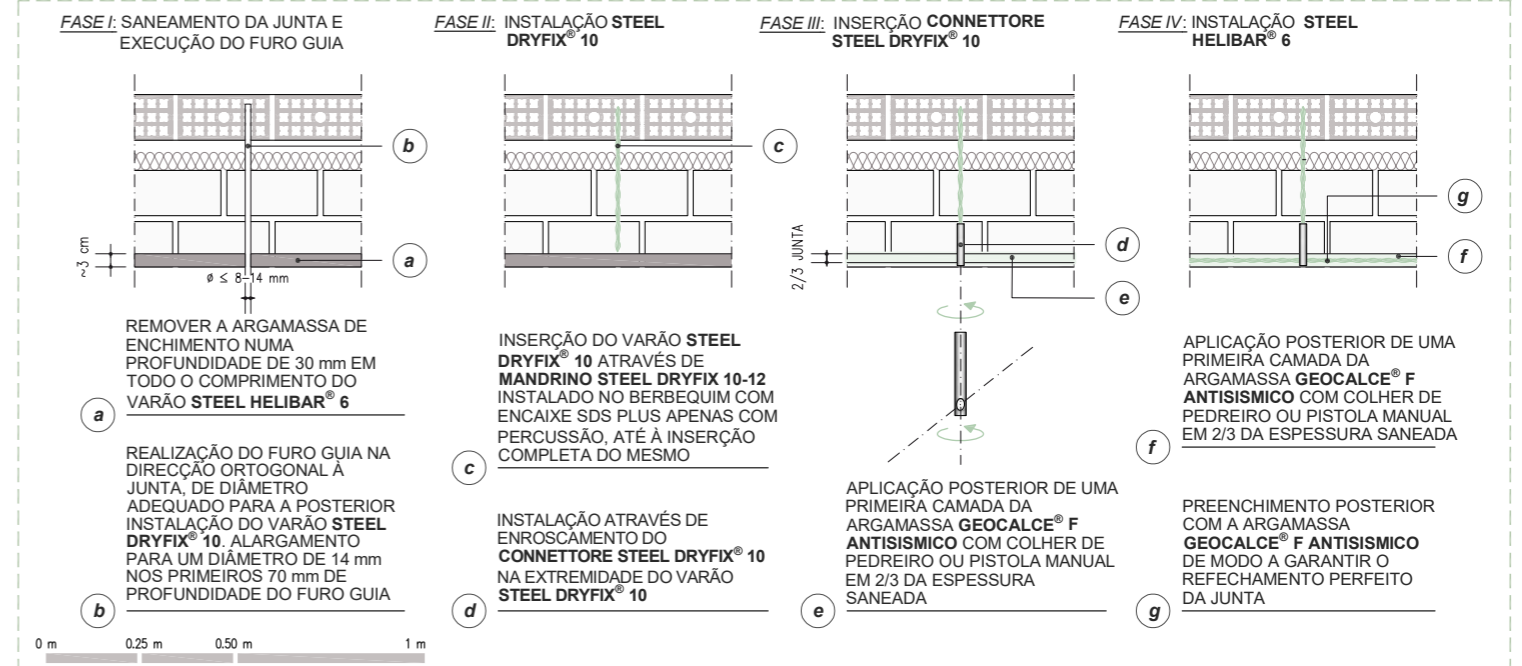 FASE I: SANEAMENTO DA JUNTA E
EXECUÇÃO DO FURO GUIA
b
~3 cm
a
ø ≤ 8-14 mm
REMOVER A ARGAMASSA DE
ENCHIMENTO NUMA
PROFUNDIDADE DE 30 mm EM
TODO O COMPRIMENTO DO
VARÃO STEEL HELIBAR® 6
a
REALIZAÇÃO DO FURO GUIA NA
DIRECÇÃO ORTOGONAL À
JUNTA, DE DIÂMETRO
ADEQUADO PARA A POSTERIOR
INSTALAÇÃO DO VARÃO STEEL
DRYFIX® 10. ALARGAMENTO
PARA UM DIÂMETRO DE 14 mm
NOS PRIMEIROS 70 mm DE
PROFUNDIDADE DO FURO GUIA
b
0 m 0.25 m 0.50 m 1 m
FASE II: INSTALAÇÃO STEEL
DRYFIX® 10
c
INSERÇÃO DO VARÃO STEEL
DRYFIX® 10 ATRAVÉS DE
MANDRINO STEEL DRYFIX 10-12
INSTALADO NO BERBEQUIM COM
ENCAIXE SDS PLUS APENAS COM
PERCUSSÃO, ATÉ À INSERÇÃO
COMPLETA DO MESMO
c
INSTALAÇÃO ATRAVÉS DE
ENROSCAMENTO DO
CONNETTORE STEEL DRYFIX® 10
NA EXTREMIDADE DO VARÃO
STEEL DRYFIX® 10
d
FASE III: INSERÇÃO CONNETTORE
STEEL DRYFIX® 10
2/3 JUNTA
d
e
APLICAÇÃO POSTERIOR DE UMA
PRIMEIRA CAMADA DA
ARGAMASSA GEOCALCE® F
ANTISISMICO COM COLHER DE
PEDREIRO OU PISTOLA MANUAL
EM 2/3 DA ESPESSURA
SANEADA
e
FASE IV: INSTALAÇÃO STEEL
HELIBAR® 6
g
f
APLICAÇÃO POSTERIOR DE UMA
PRIMEIRA CAMADA DA
ARGAMASSA GEOCALCE® F
ANTISISMICO COM COLHER DE
PEDREIRO OU PISTOLA MANUAL
EM 2/3 DA ESPESSURA SANEADA
f
PREENCHIMENTO POSTERIOR
COM A ARGAMASSA
GEOCALCE® F ANTISISMICO
DE MODO A GARANTIR O
REFECHAMENTO PERFEITO
DA JUNTA
g